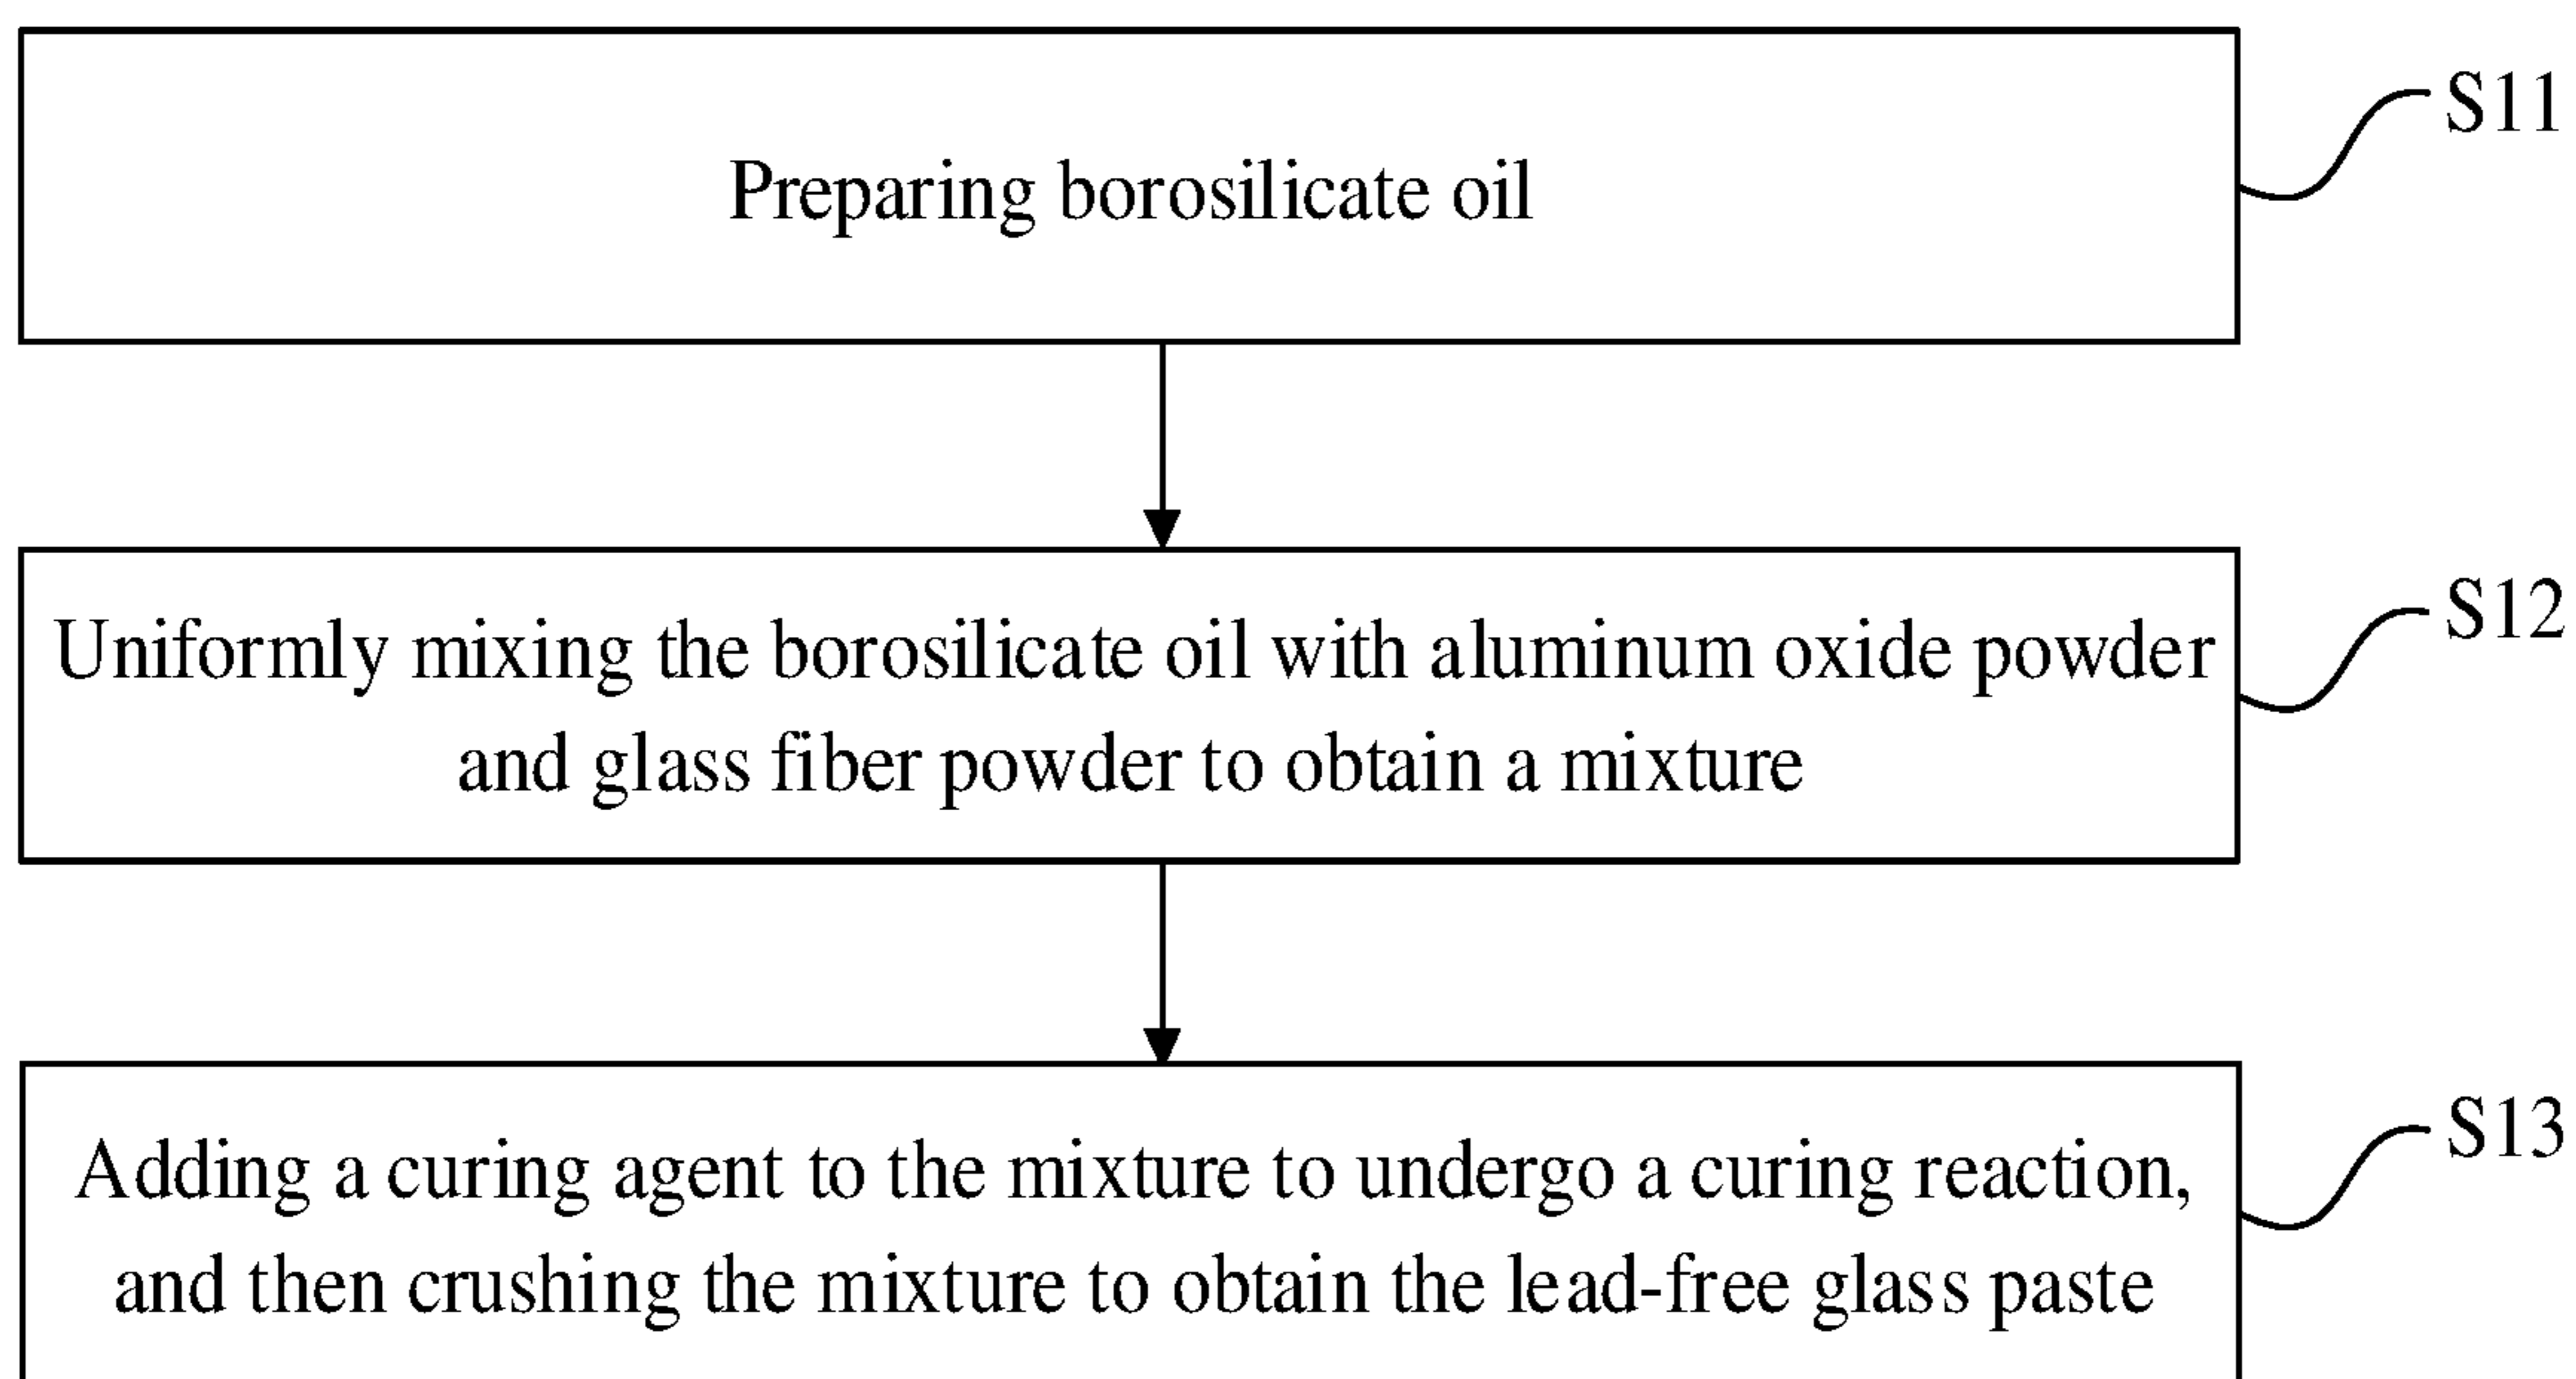 Preparing borosilicate oil
S11
Uniformly mixing the borosilicate oil with aluminum oxide powder
and glass fiber powder to obtain a mixture
S12
Adding a curing agent to the mixture to undergo a curing reaction,
and then crushing the mixture to obtain the lead-free glass paste
S13